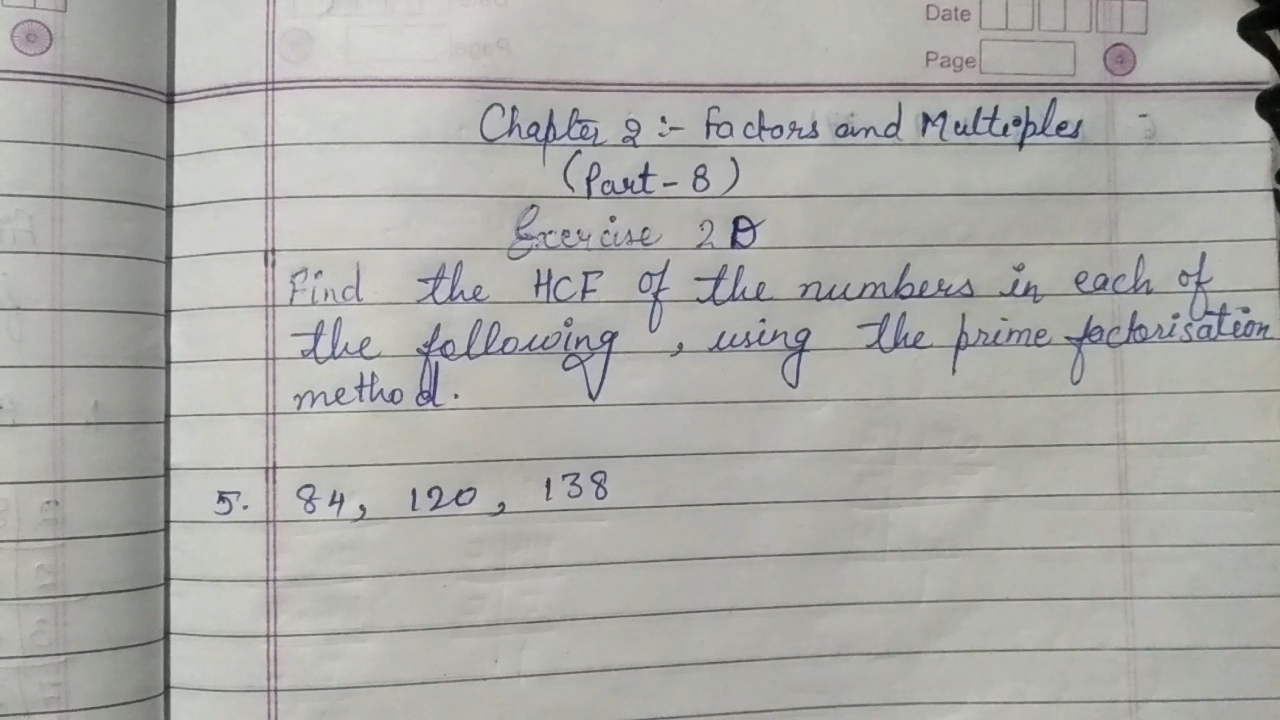 Date
Page
Chapter 2 :- Factors and Multiples
(Part - 8)
Exercise 2D
Find the HCF of the numbers in each of
the following , using the prime factorisation
method.
5. 84, 120, 138